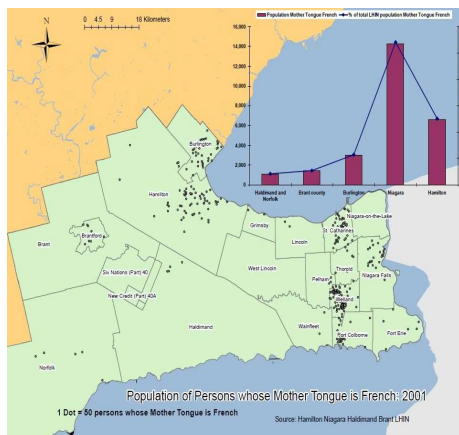 0 4.5 9 18 Kilometers
N
Population Mother Tongue French % of total LHIN population Mother Tongue French
16,000
14,000
12,000
10,000
8,000
6,000
4,000
2,000
0
Haldimand and Norfolk Brant county Burlington Niagara Hamilton
Burlington
Hamilton
Niagara-on-the-Lake
St. Catharines
Grimsby
Lincoln
Brant
Brantford
West Lincoln
Thorold
Niagara Falls
Pelham
Six Nations (Part) 40
New Credit (Part) 40A
Welland
Haldimand
Wainfleet
Port Colborne
Fort Erie
Norfolk
Population of Persons whose Mother Tongue is French: 2001
1 Dot = 50 persons whose Mother Tongue is French
Source: Hamilton Niagara Haldimand Brant LHIN